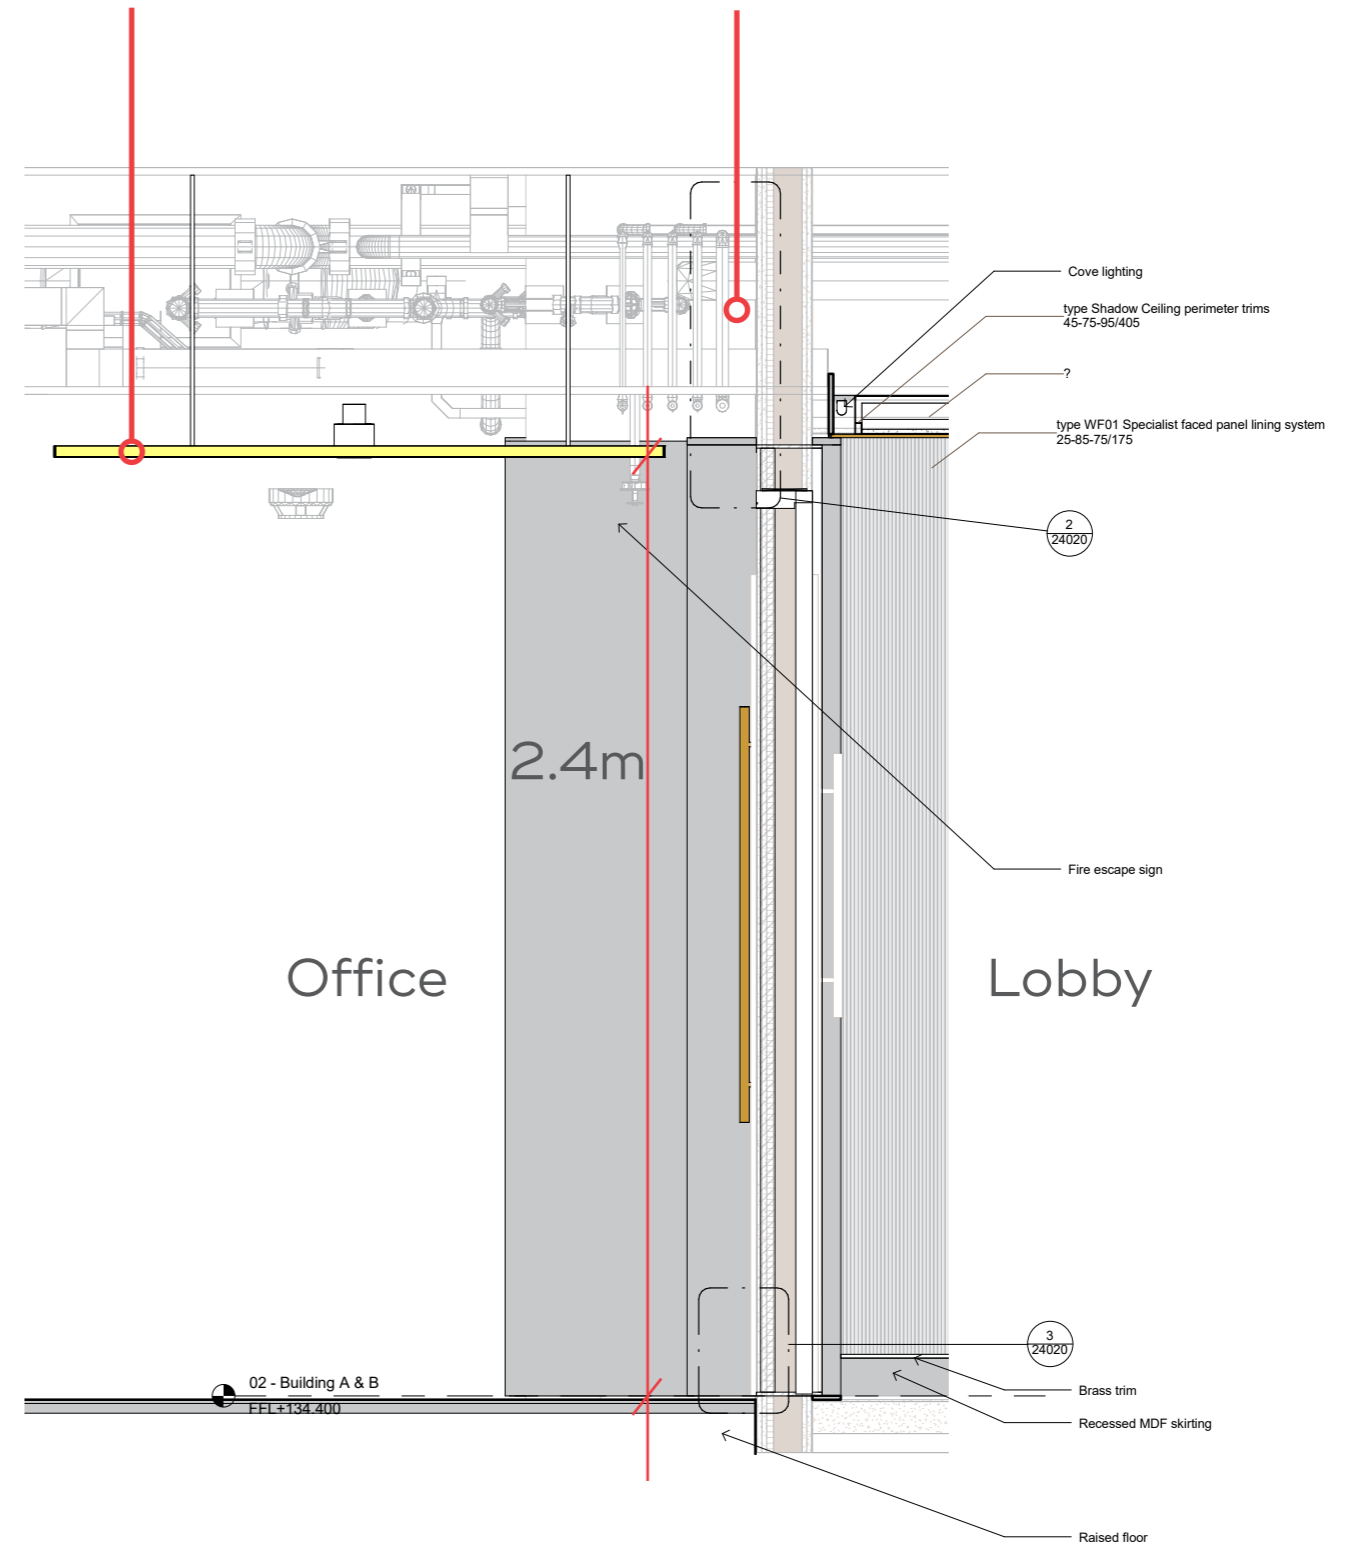 Cove lighting
type Shadow Ceiling perimeter trims
45-75-95/405
?
type WF01 Specialist faced panel lining system
25-85-75/175
2
24020
2.4m
Fire escape sign
Office
Lobby
3
24020
02 - Building A & B
FFL+134.400
Brass trim
Recessed MDF skirting
Raised floor